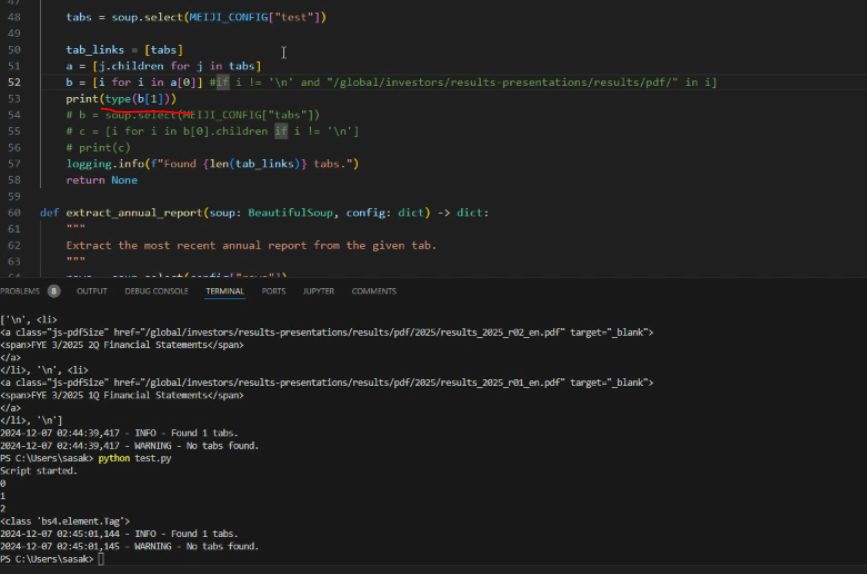 47
48 tabs = soup.select(MEIJI_CONFIG["test"])
49
50 tab_links = [tabs]
51 a = [j.children for j in tabs]
52 b = [i for i in a[0]] #if i != '\n' and "/global/investors/results-presentations/results/pdf/" in i]
53 print(type(b[1]))
54 # b = soup.select(MEIJI_CONFIG["tabs"])
55 # c = [i for i in b[0].children if i != '\n']
56 # print(c)
57 logging.info(f"Found {len(tab_links)} tabs.")
58 return None
59
60 def extract_annual_report(soup: BeautifulSoup, config: dict) -> dict:
61 """
62 Extract the most recent annual report from the given tab.
63 """
PROBLEMS 8 OUTPUT DEBUG CONSOLE TERMINAL PORTS JUPYTER COMMENTS
['\n', <li>
<a class="js-pdfSize" href="/global/investors/results-presentations/results/pdf/2025/results_2025_r02_en.pdf" target="_blank">
<span>FYE 3/2025 2Q Financial Statements</span>
</a>
</li>, '\n', <li>
<a class="js-pdfSize" href="/global/investors/results-presentations/results/pdf/2025/results_2025_r01_en.pdf" target="_blank">
<span>FYE 3/2025 1Q Financial Statements</span>
</a>
</li>, '\n']
2024-12-07 02:44:39,417 - INFO - Found 1 tabs.
2024-12-07 02:44:39,417 - WARNING - No tabs found.
PS C:\Users\sasak> python test.py
Script started.
0
1
2
<class 'bs4.element.Tag'>
2024-12-07 02:45:01,144 - INFO - Found 1 tabs.
2024-12-07 02:45:01,145 - WARNING - No tabs found.
PS C:\Users\sasak>